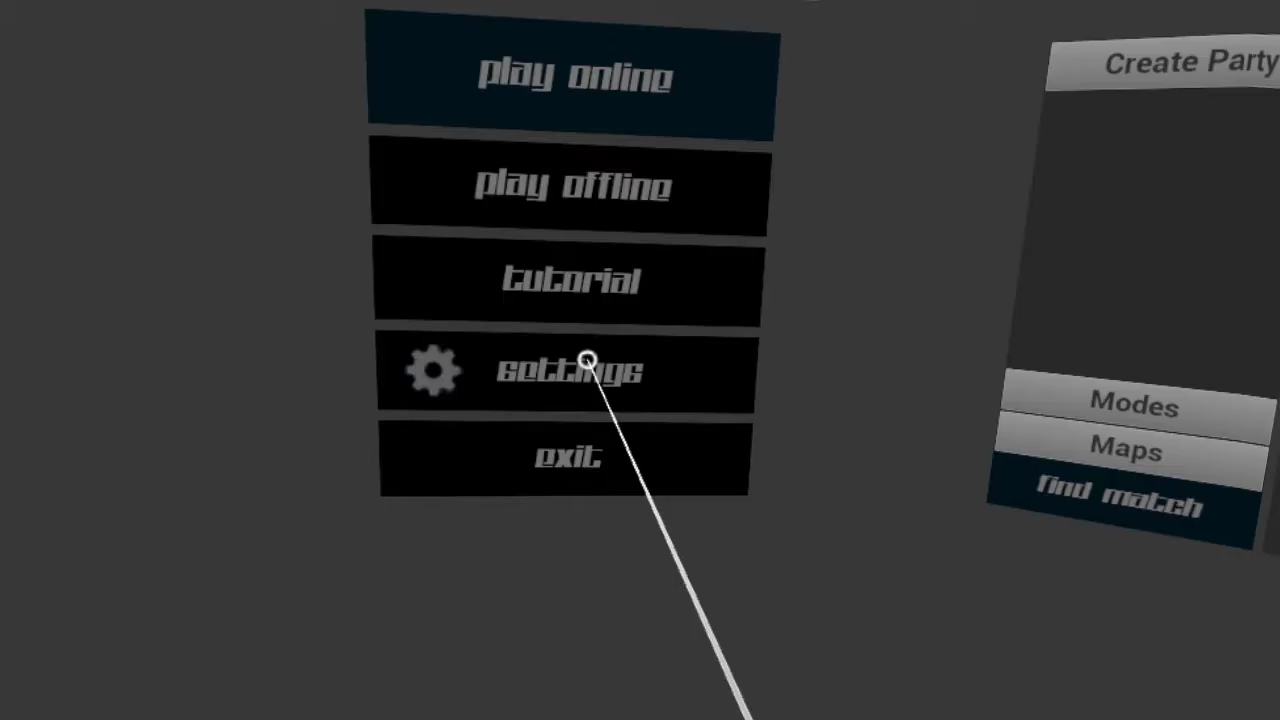 play online
play offline
tutorial
settings
exit
Create Party
Modes
Maps
find match